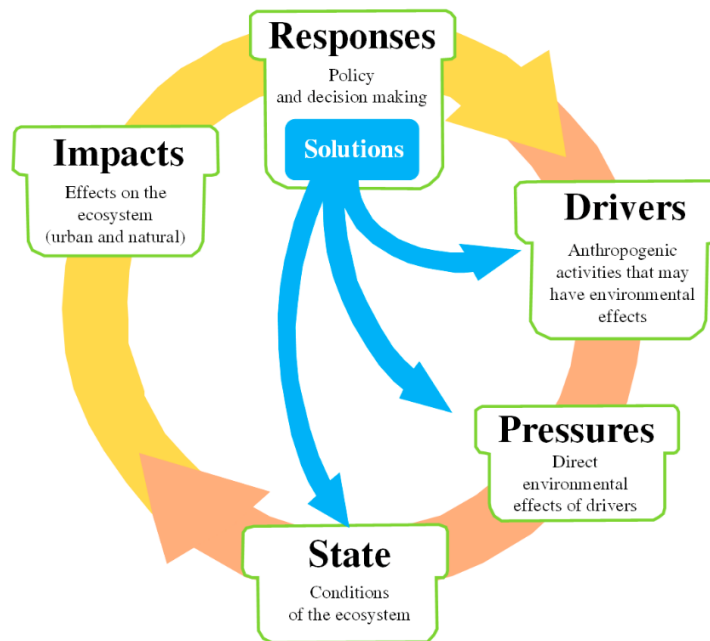 Responses
Policy
and decision making
Solutions
Impacts
Effects on the
ecosystem
(urban and natural)
Drivers
Anthropogenic
activities that may
have environmental
effects
Pressures
Direct
environmental
effects of drivers
State
Conditions
of the ecosystem